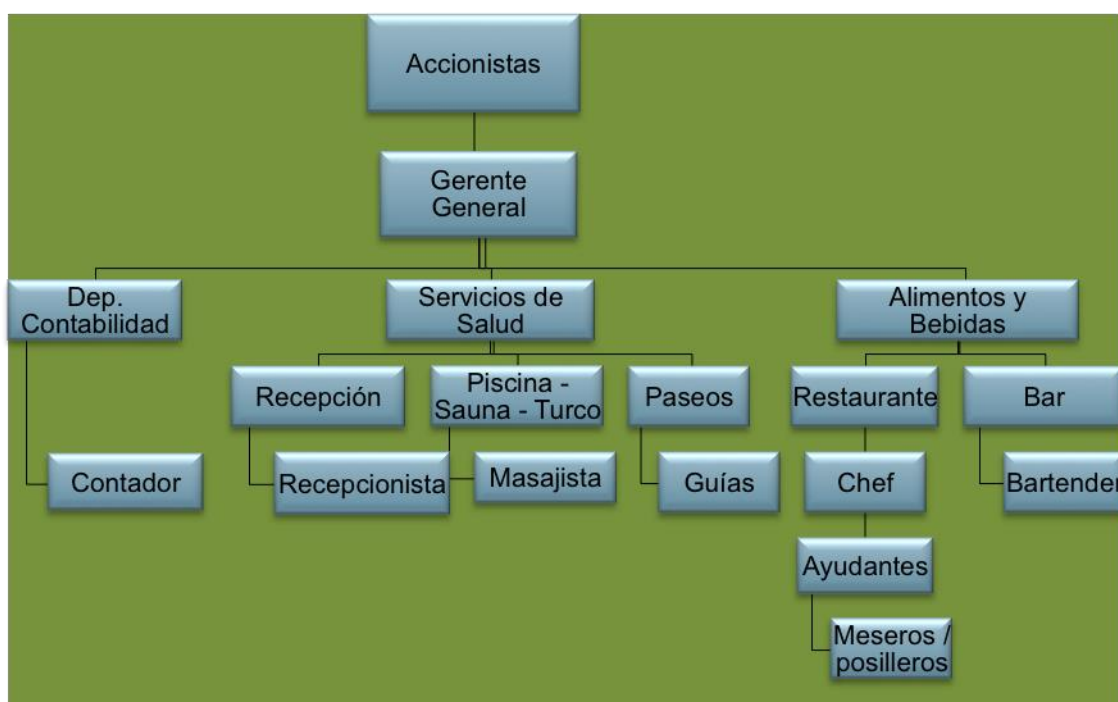 Accionistas
Gerente
General
Dep.
Contabilidad
Servicios de
Salud
Alimentos y
Bebidas
Recepción
Piscina -
Sauna - Turco
Paseos
Restaurante
Bar
Contador
Recepcionista
Masajista
Guías
Chef
Bartender
Ayudantes
Meseros /
posilleros